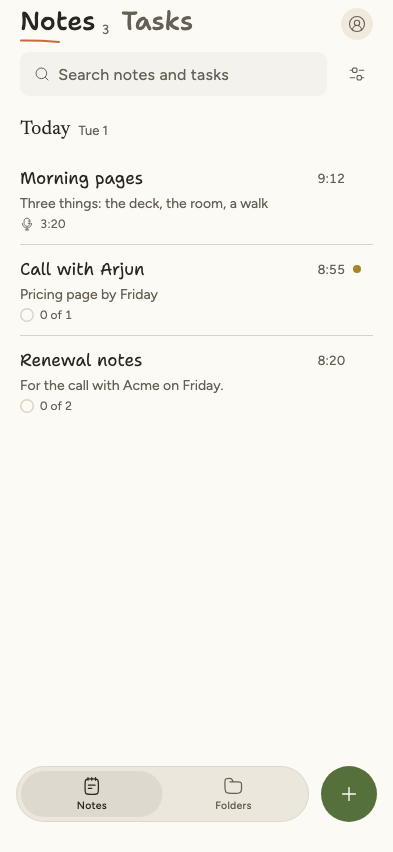 Notes 3 Tasks
Search notes and tasks
Today Tue 1
Morning pages 9:12
Three things: the deck, the room, a walk
3:20
Call with Arjun 8:55
Pricing page by Friday
0 of 1
Renewal notes 8:20
For the call with Acme on Friday.
0 of 2
Notes Folders